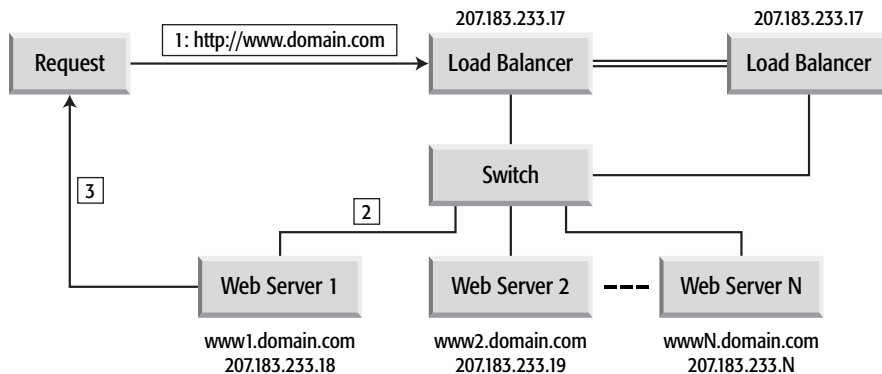 207.183.233.17
207.183.233.17
1: http://www.domain.com
Request
Load Balancer
Load Balancer
Switch
3
2
Web Server 1
Web Server 2
Web Server N
www1.domain.com
207.183.233.18
www2.domain.com
207.183.233.19
wwwN.domain.com
207.183.233.N